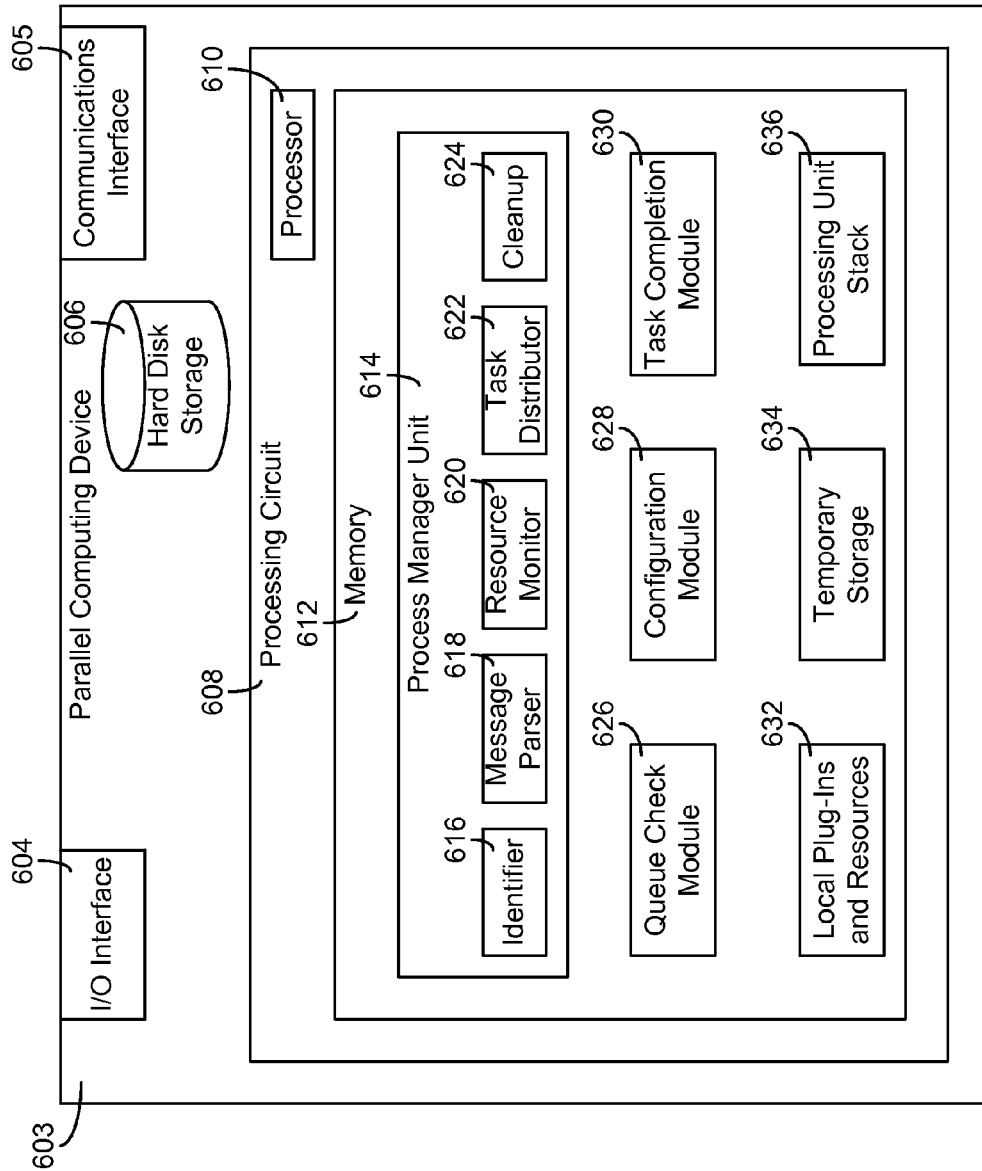 603
Parallel Computing Device
604
I/O Interface
606
Hard Disk
Storage
605
Communications
Interface
608
Processing Circuit
610
Processor
612
Memory
614
Process Manager Unit
616
Identifier
618
Message
Parser
620
Resource
Monitor
622
Task
Distributor
624
Cleanup
626
Queue Check
Module
628
Configuration
Module
630
Task Completion
Module
632
Local Plug-Ins
and Resources
634
Temporary
Storage
636
Processing Unit
Stack